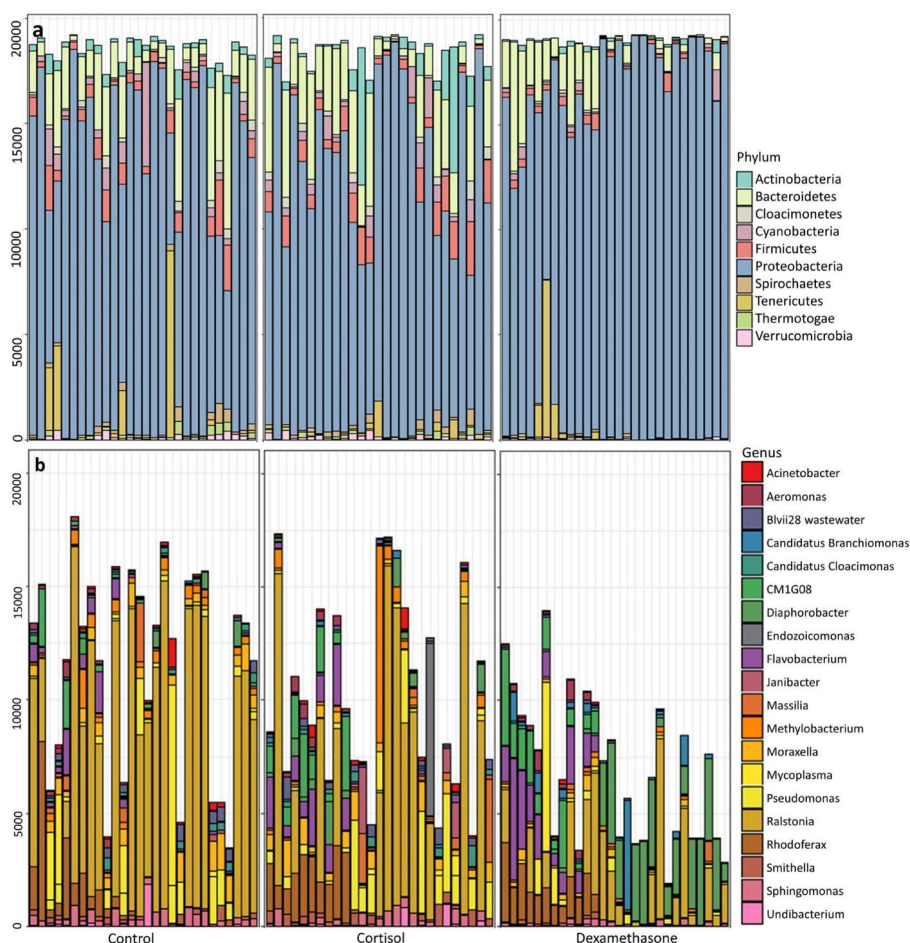 a
20000
15000
10000
5000
0
Phylum
Actinobacteria
Bacteroidetes
Cloacimonetes
Cyanobacteria
Firmicutes
Proteobacteria
Spirochaetes
Tenericutes
Thermotogae
Verrucomicrobia
b
20000
15000
10000
5000
0
Genus
Acinetobacter
Aeromonas
Blvii28 wastewater
Candidatus Branchiomonas
Candidatus Cloacimonas
CM1G08
Diaphorobacter
Endozoicomonas
Flavobacterium
Janibacter
Massilia
Methylobacterium
Moraxella
Mycoplasma
Pseudomonas
Ralstonia
Rhodoferax
Smithella
Sphingomonas
Undibacterium
Control
Cortisol
Dexamethasone